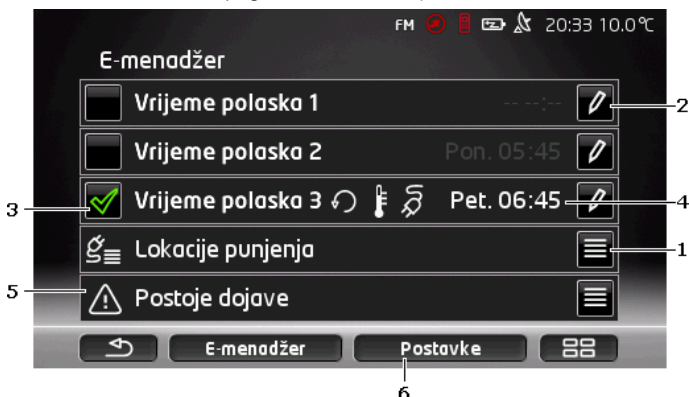 FM 20:33 10.0°C
E-menadžer
Vrijeme polaska 1 -- --:--
2
Vrijeme polaska 2 Pon. 05:45
3
Vrijeme polaska 3 Pet. 06:45
4
Lokacije punjenja
1
5
Postoje dojave
E-menadžer Postavke
6